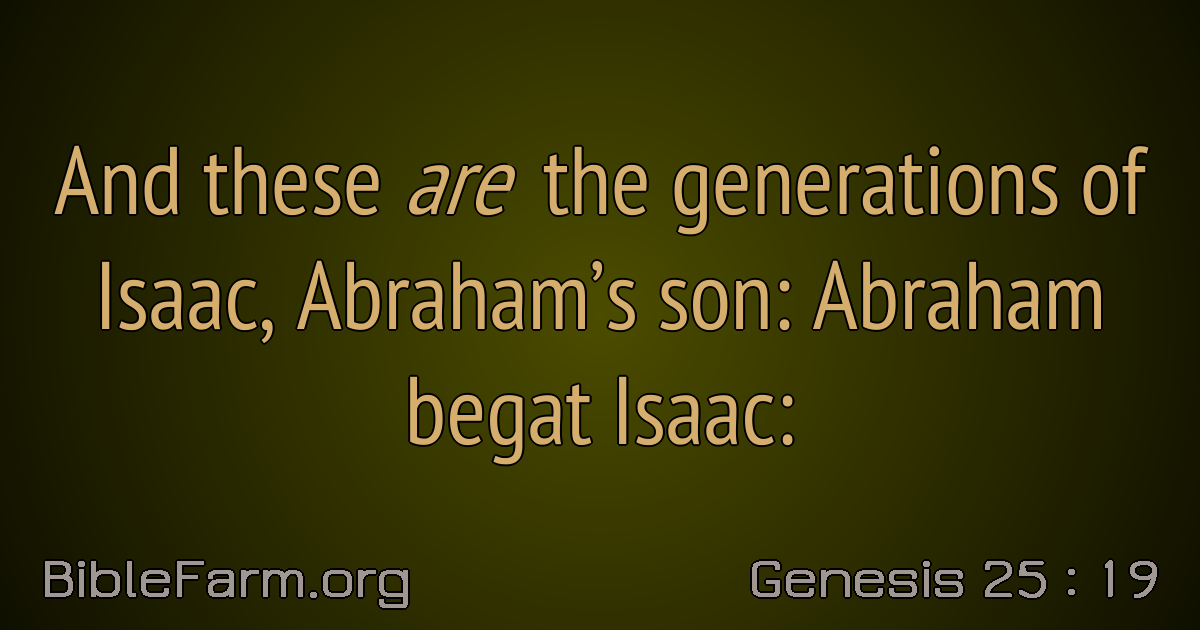 And these are the generations of
Isaac, Abraham’s son: Abraham
begat Isaac:
BibleFarm.org
Genesis 25 : 19